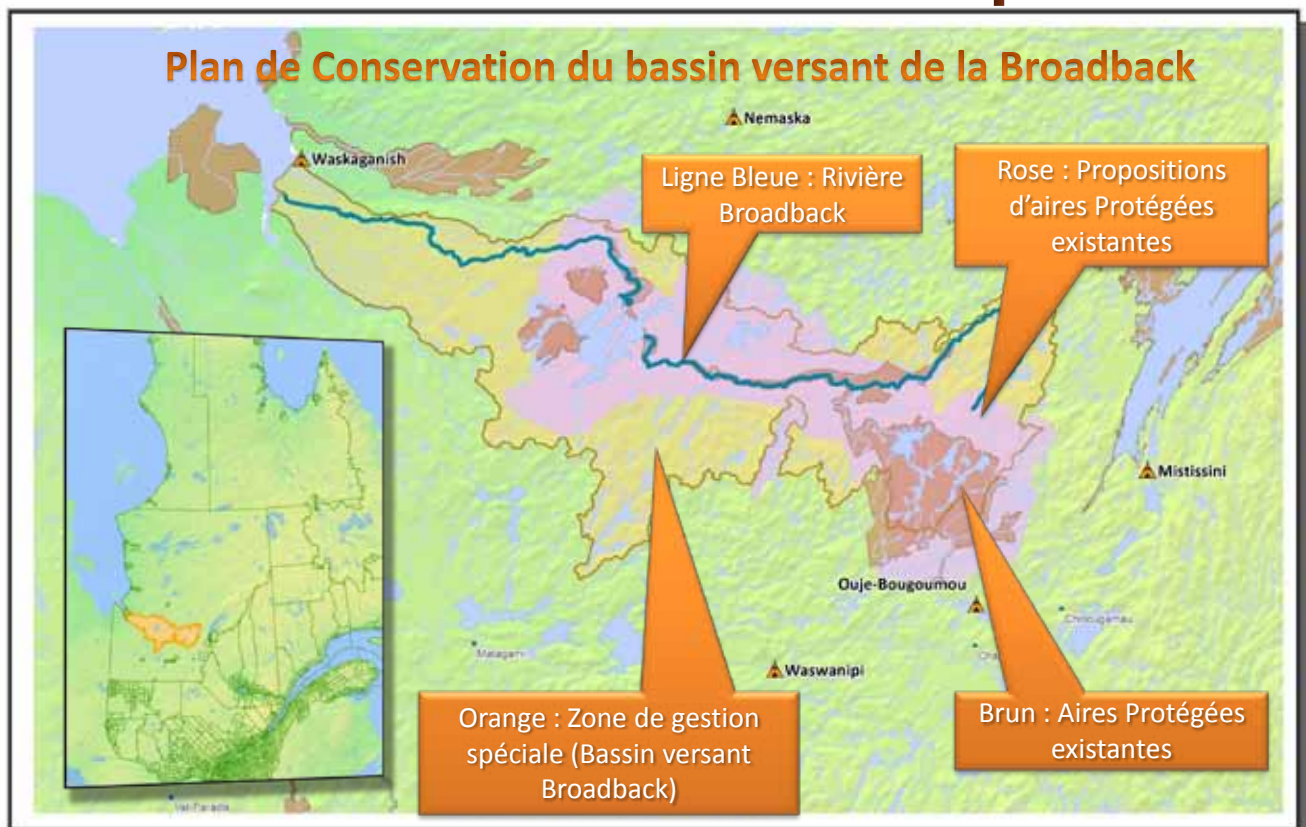 Plan de Conservation du bassin versant de la Broadback
Nemaska
Waskaganish
Ligne Bleue : Rivière
Broadback
Rose : Propositions
d'aires Protégées
existantes
Mistissini
Ouje-Bougoumou
Chibougamau
Matagami
Waswanipi
Orange : Zone de gestion
spéciale (Bassin versant
Broadback)
Brun : Aires Protégées
existantes